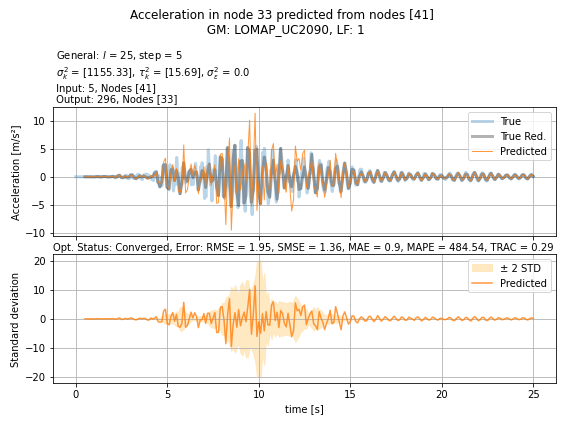 Acceleration in node 33 predicted from nodes [41]
GM: LOMAP_UC2090, LF: 1
General: l = 25, step = 5
σ²ₖ = [1155.33], τ²ₖ = [15.69], σ²ε = 0.0
Input: 5, Nodes [41]
Output: 296, Nodes [33]
Acceleration [m/s²]
10
5
0
−5
−10
True
True Red.
Predicted
Opt. Status: Converged, Error: RMSE = 1.95, SMSE = 1.36, MAE = 0.9, MAPE = 484.54, TRAC = 0.29
Standard deviation
20
10
0
−10
−20
± 2 STD
Predicted
0 5 10 15 20 25
time [s]